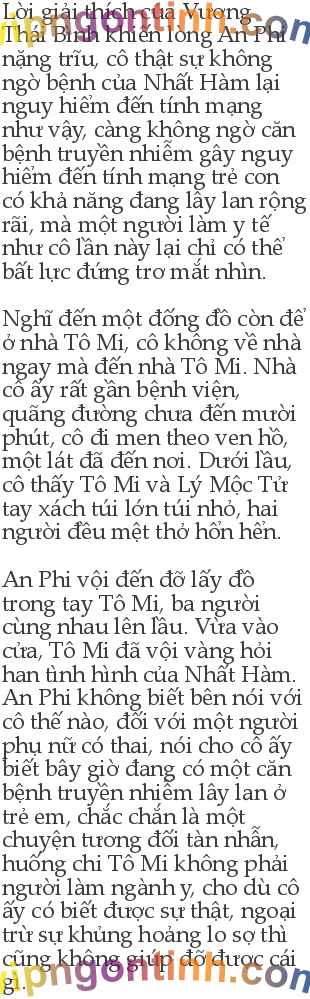 Lời giải thích của Vương
Thái Bình khiến lòng An Phi
nặng trĩu, cô thật sự không
ngờ bệnh của Nhất Hàm lại
nguy hiểm đến tính mạng
như vậy, càng không ngờ căn
bệnh truyền nhiễm gây nguy
hiểm đến tính mạng trẻ con
có khả năng đang lây lan rộng
rãi, mà một người làm y tế
như cô lần này lại chỉ có thể
bất lực đứng trơ mắt nhìn.
Nghĩ đến một đống đồ còn để
ở nhà Tô Mi, cô không về nhà
ngay mà đến nhà Tô Mi. Nhà
cô ấy rất gần bệnh viện,
quãng đường chưa đến mười
phút, cô đi men theo ven hồ,
một lát đã đến nơi. Dưới lầu,
cô thấy Tô Mi và Lý Mộc Tử
tay xách túi lớn túi nhỏ, hai
người đều mệt thở hổn hển.
An Phi vội đến đỡ lấy đồ
trong tay Tô Mi, ba người
cùng nhau lên lầu. Vừa vào
cửa, Tô Mi đã vội vàng hỏi
han tình hình của Nhất Hàm.
An Phi không biết bên nói với
cô thế nào, đối với một người
phụ nữ có thai, nói cho cô ấy
biết bây giờ đang có một căn
bệnh truyền nhiễm lây lan ở
trẻ em, chắc chắn là một
chuyện tương đối tàn nhẫn,
huống chi Tô Mi không phải
người làm ngành y, cho dù cô
ấy có biết được sự thật, ngoại
trừ sự khủng hoảng lo sợ thì
cũng không giúp đỡ được cái
gì.
vipngontinh.com
vipngontinh.com